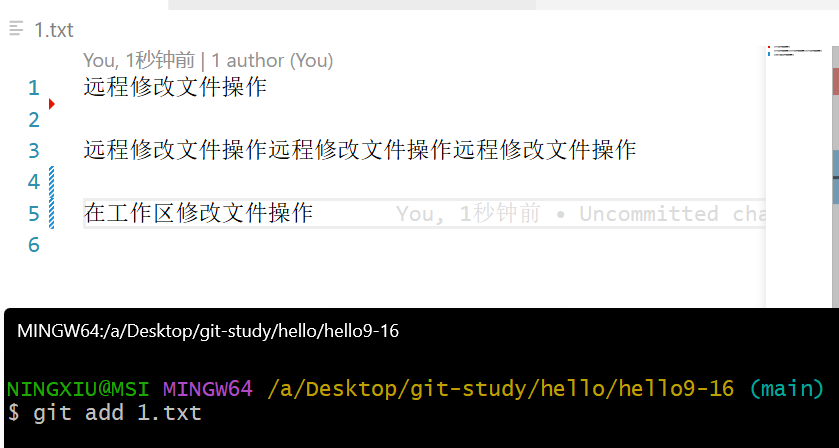 1.txt
You, 1秒钟前 | 1 author (You)
1 远程修改文件操作
2
3 远程修改文件操作远程修改文件操作远程修改文件操作
4
5 在工作区修改文件操作 You, 1秒钟前 • Uncommitted cha
6
MINGW64:/a/Desktop/git-study/hello/hello9-16
NINGXIU@MSI MINGW64 /a/Desktop/git-study/hello/hello9-16 (main)
$ git add 1.txt